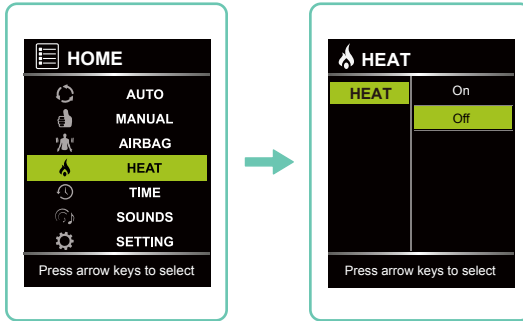 HOME
AUTO
MANUAL
AIRBAG
HEAT
TIME
SOUNDS
SETTING
Press arrow keys to select
HEAT
HEAT
On
Off
Press arrow keys to select